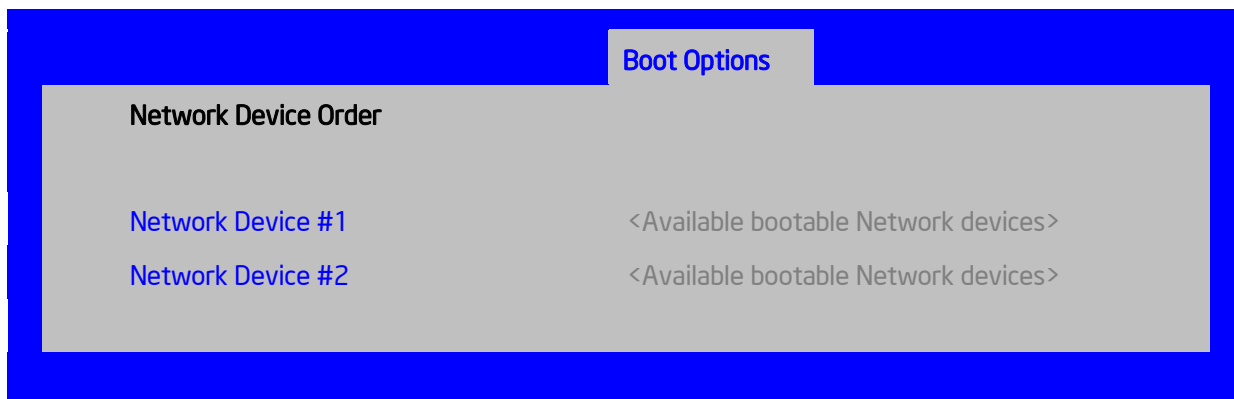 Boot Options
Network Device Order
Network Device #1 <Available bootable Network devices>
Network Device #2 <Available bootable Network devices>